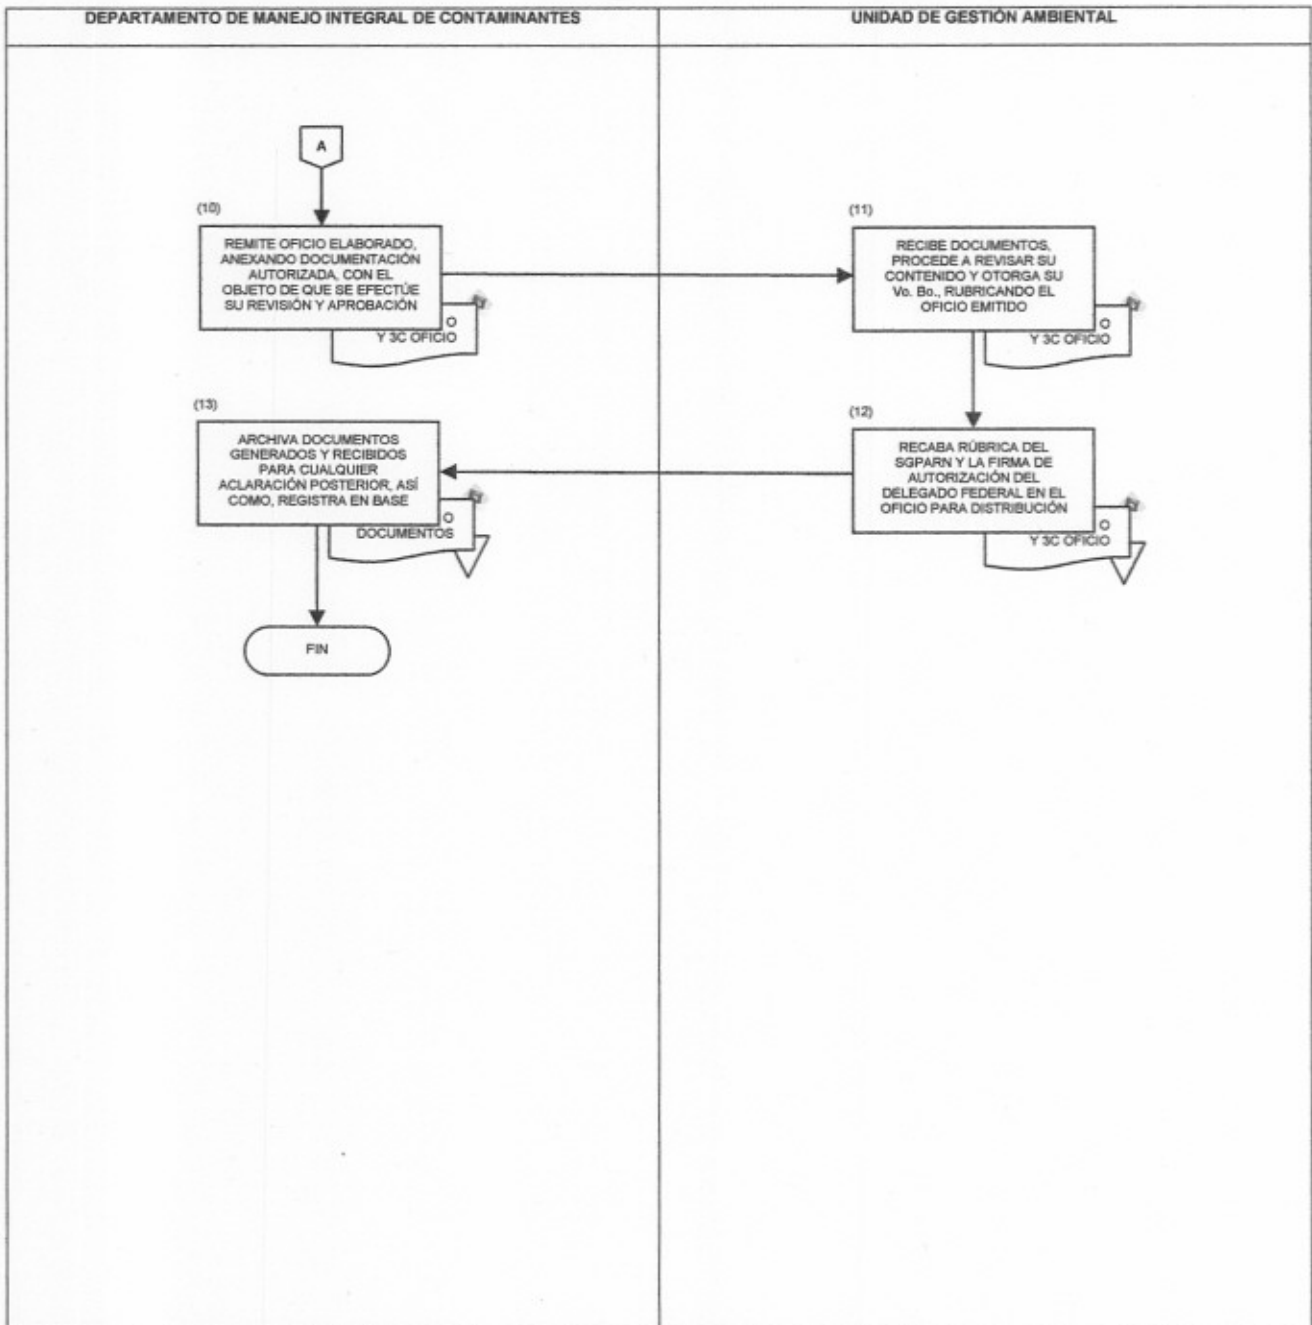 DEPARTAMENTO DE MANEJO INTEGRAL DE CONTAMINANTES
UNIDAD DE GESTIÓN AMBIENTAL
A
(10)
REMITE OFICIO ELABORADO,
ANEXANDO DOCUMENTACIÓN
AUTORIZADA, CON EL
OBJETO DE QUE SE EFECTÚE
SU REVISIÓN Y APROBACIÓN
O
Y 3C OFICIO
(11)
RECIBE DOCUMENTOS,
PROCEDE A REVISAR SU
CONTENIDO Y OTORGA SU
Vo. Bo., RUBRICANDO EL
OFICIO EMITIDO
O
Y 3C OFICIO
(12)
RECABA RÚBRICA DEL
SGPARN Y LA FIRMA DE
AUTORIZACIÓN DEL
DELEGADO FEDERAL EN EL
OFICIO PARA DISTRIBUCIÓN
O
Y 3C OFICIO
(13)
ARCHIVA DOCUMENTOS
GENERADOS Y RECIBIDOS
PARA CUALQUIER
ACLARACIÓN POSTERIOR, ASÍ
COMO, REGISTRA EN BASE
O
DOCUMENTOS
FIN